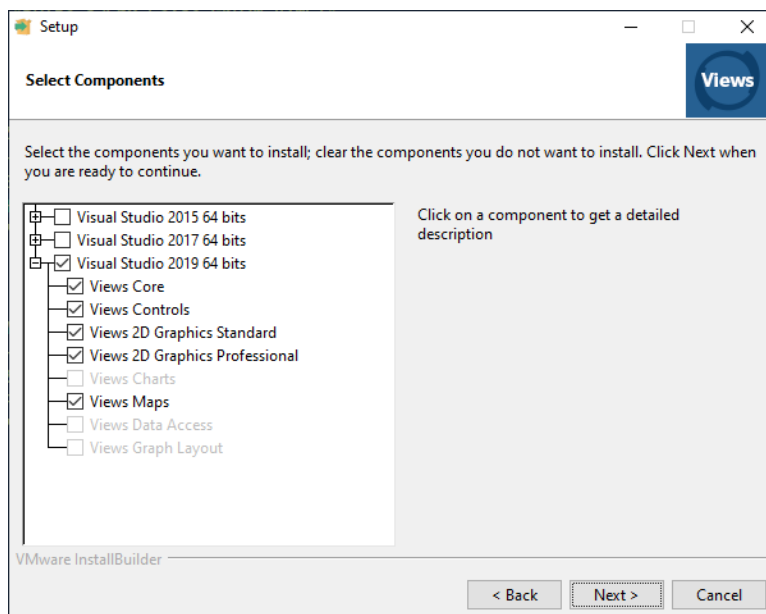 Setup
Select Components
Views
Select the components you want to install; clear the components you do not want to install. Click Next when
you are ready to continue.
Visual Studio 2015 64 bits
Visual Studio 2017 64 bits
Visual Studio 2019 64 bits
Views Core
Views Controls
Views 2D Graphics Standard
Views 2D Graphics Professional
Views Charts
Views Maps
Views Data Access
Views Graph Layout
Click on a component to get a detailed
description
VMware InstallBuilder
< Back
Next >
Cancel